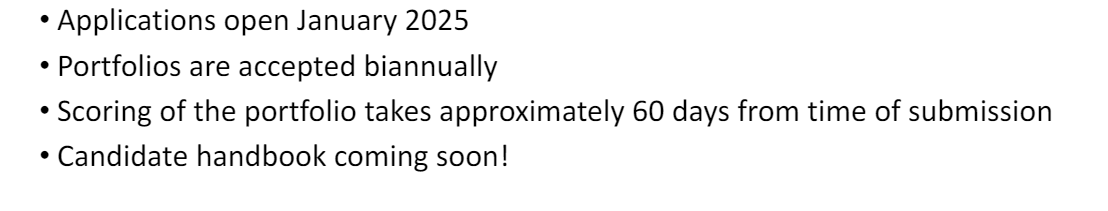 • Applications open January 2025
• Portfolios are accepted biannually
• Scoring of the portfolio takes approximately 60 days from time of submission
• Candidate handbook coming soon!